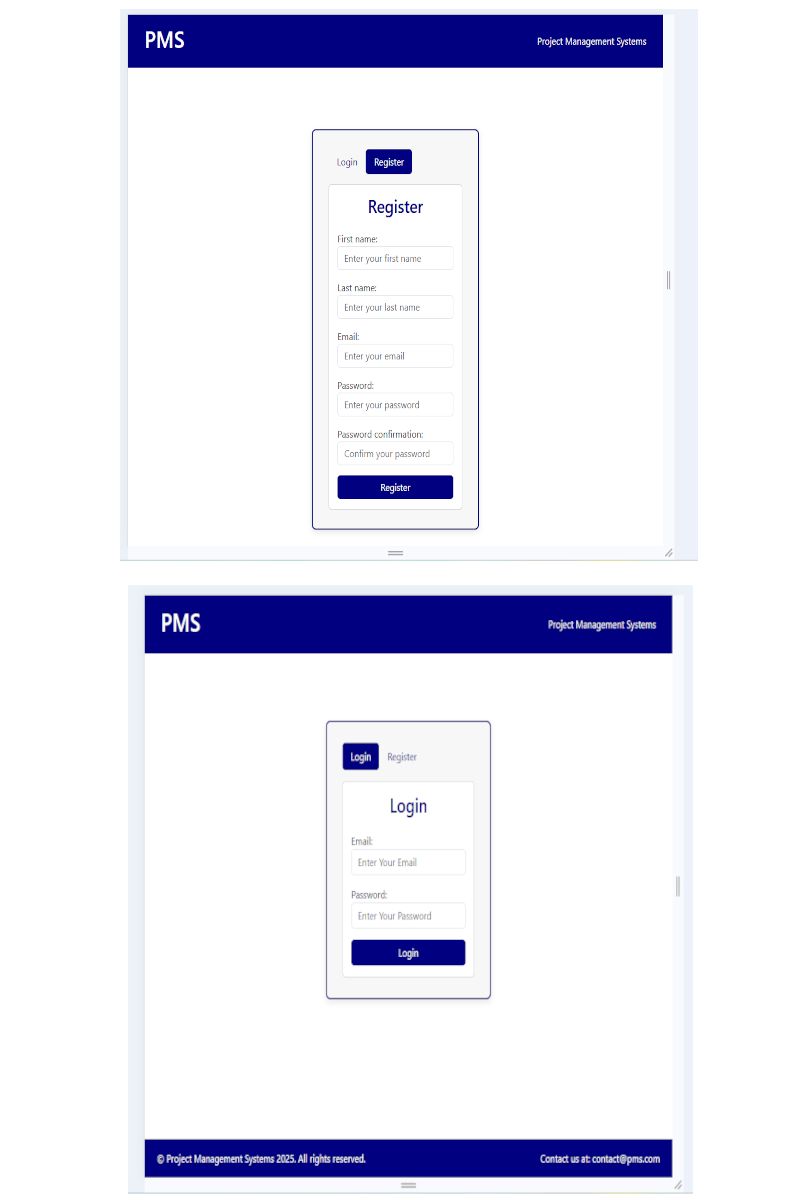 PMS
Project Management Systems
Login Register
Register
First name:
Enter your first name
Last name:
Enter your last name
Email:
Enter your email
Password:
Enter your password
Password confirmation:
Confirm your password
Register
PMS
Project Management Systems
Login Register
Login
Email:
Enter Your Email
Password:
Enter Your Password
Login
© Project Management Systems 2025. All rights reserved.
Contact us at: contact@pms.com